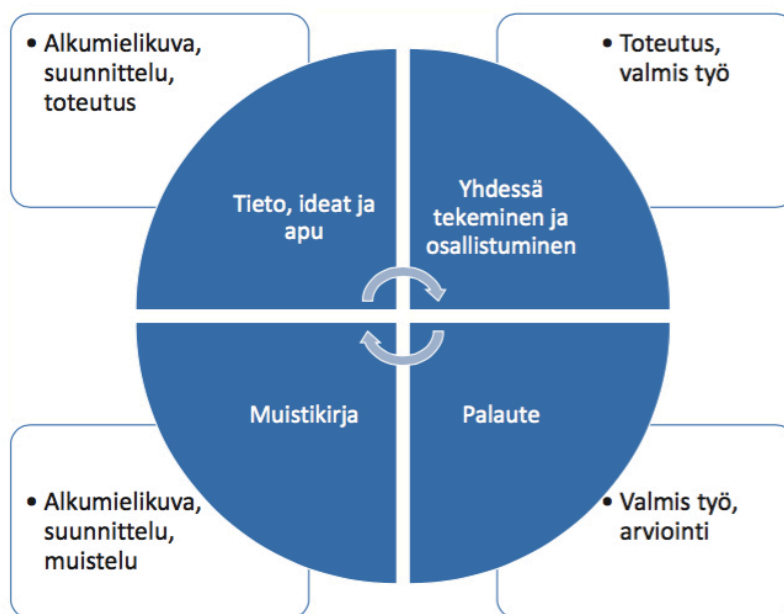 • Alkumielikuva,
suunnittelu,
toteutus
• Toteutus,
valmis työ
Tieto, ideat ja
apu
Yhdessä
tekeminen ja
osallistuminen
Muistikirja
Palaute
• Alkumielikuva,
suunnittelu,
muistelu
• Valmis työ,
arviointi